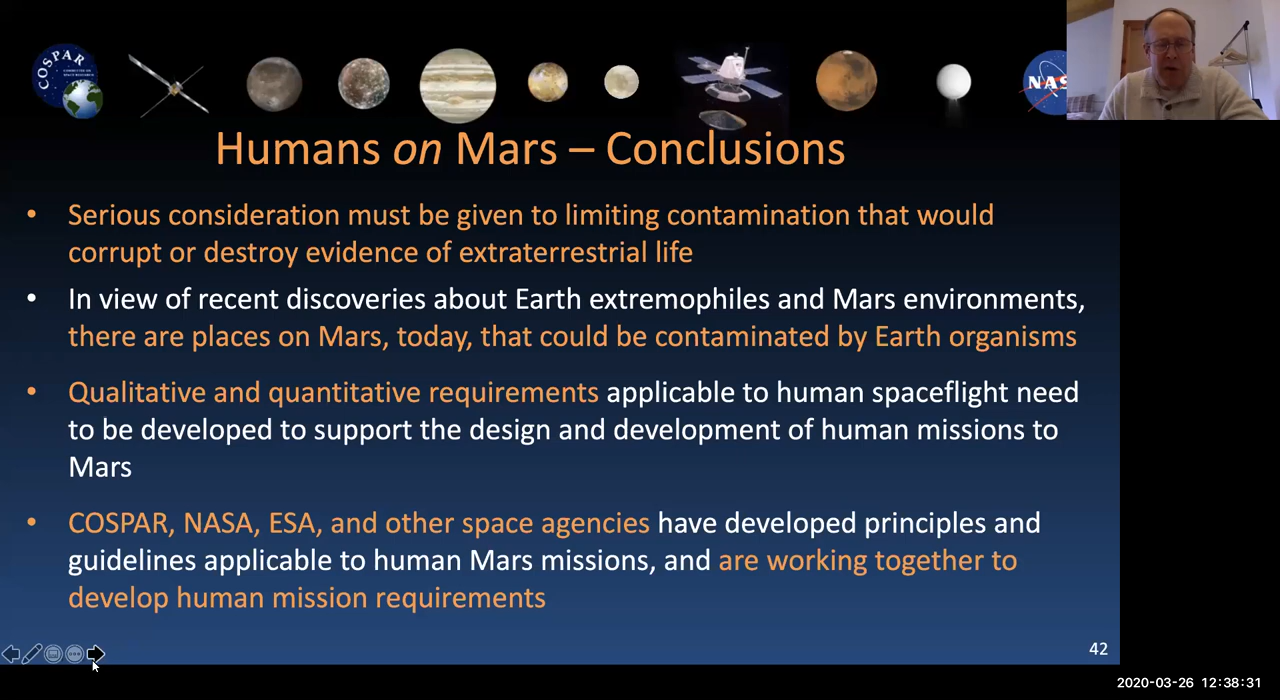 COSPAR
COMMITTEE ON
SPACE RESEARCH
NAS
Humans on Mars – Conclusions
• Serious consideration must be given to limiting contamination that would
corrupt or destroy evidence of extraterrestrial life
• In view of recent discoveries about Earth extremophiles and Mars environments,
there are places on Mars, today, that could be contaminated by Earth organisms
• Qualitative and quantitative requirements applicable to human spaceflight need
to be developed to support the design and development of human missions to
Mars
• COSPAR, NASA, ESA, and other space agencies have developed principles and
guidelines applicable to human Mars missions, and are working together to
develop human mission requirements
42
2020-03-26 12:38:31